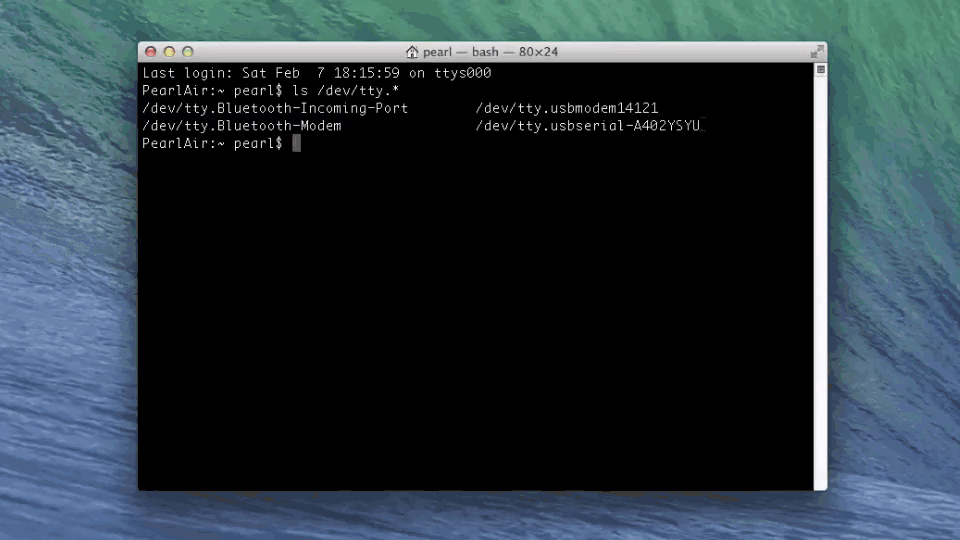 pearl — bash — 80×24
Last login: Sat Feb  7 18:15:59 on ttys000
PearlAir:~ pearl$ ls /dev/tty.*
/dev/tty.Bluetooth-Incoming-Port        /dev/tty.usbmodem14121
/dev/tty.Bluetooth-Modem                /dev/tty.usbserial-A402YSYU
PearlAir:~ pearl$